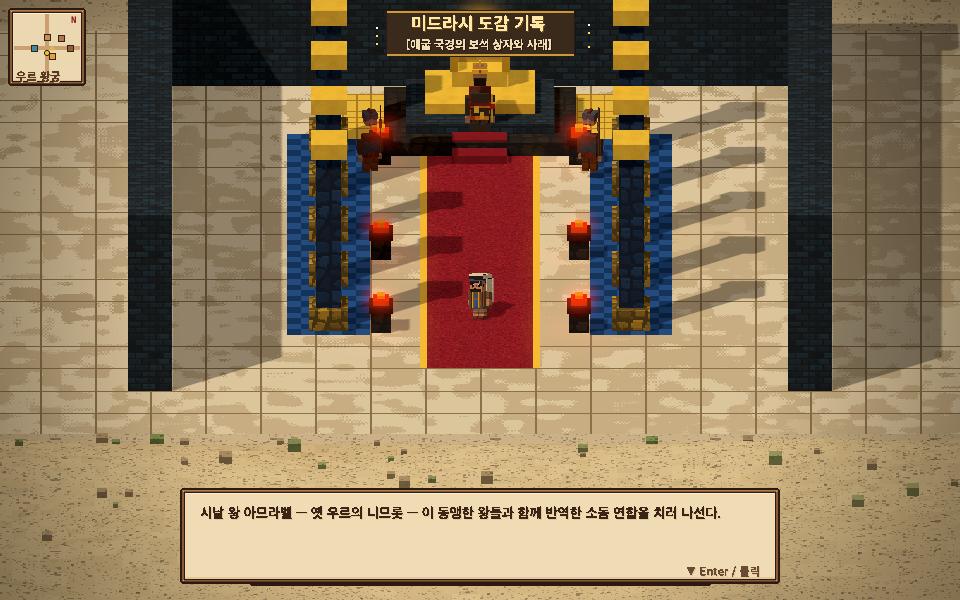 미드라시 도감 기록
[애굽 국경의 보석 상자와 사래]
N
우르 왕궁
시날 왕 아므라벨 — 옛 우르의 니므롯 — 이 동맹한 왕들과 함께 반역한 소돔 연합을 치러 나선다.
▼ Enter / 클릭